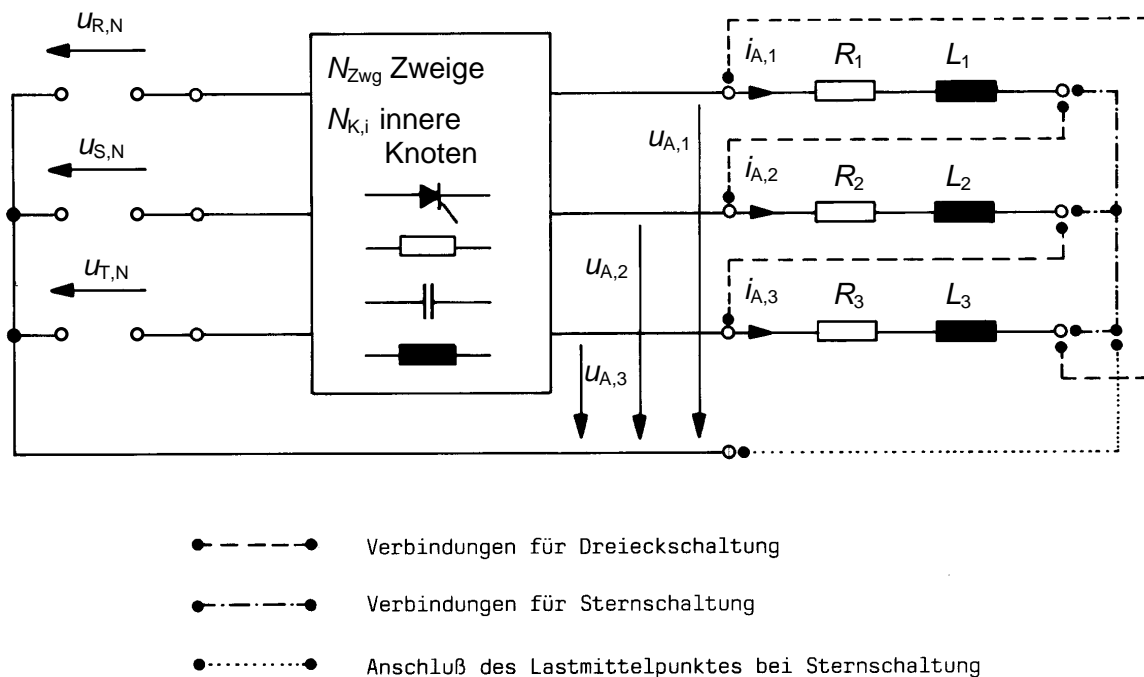 u_R,N
u_S,N
u_T,N
N_Zwg Zweige
N_K,i innere
Knoten
u_A,1
u_A,2
u_A,3
i_A,1 R_1 L_1
i_A,2 R_2 L_2
i_A,3 R_3 L_3
Verbindungen für Dreieckschaltung
Verbindungen für Sternschaltung
Anschluß des Lastmittelpunktes bei Sternschaltung